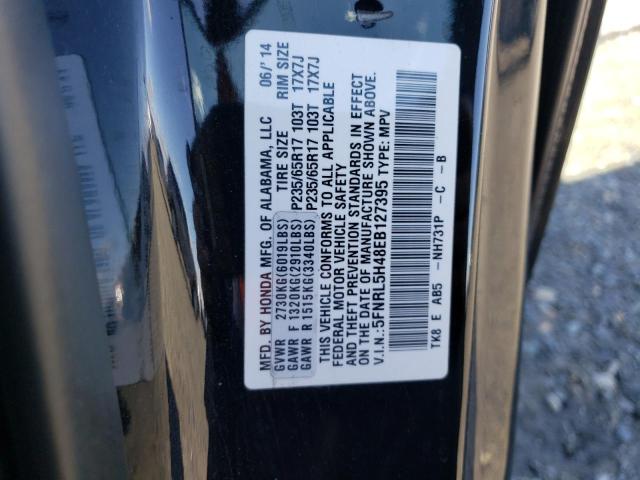 MFD. BY HONDA MFG. OF ALABAMA, LLC 06/'14
GVWR 2730KG(6019LBS) TIRE SIZE RIM SIZE
GAWR F 1320KG(2910LBS) P235/65R17 103T 17X7J
GAWR R 1515KG(3340LBS) P235/65R17 103T 17X7J
THIS VEHICLE CONFORMS TO ALL APPLICABLE
FEDERAL MOTOR VEHICLE SAFETY
AND THEFT PREVENTION STANDARDS IN EFFECT
ON THE DATE OF MANUFACTURE SHOWN ABOVE.
V.I.N.:5FNRL5H48EB127395 TYPE: MPV
TK8 E AB5 -NH731P -C -B